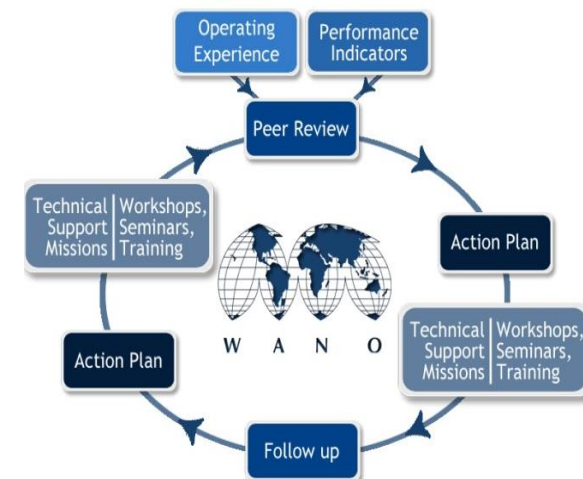 Operating
Experience
Performance
Indicators
Peer Review
Technical
Support
Missions
Workshops,
Seminars,
Training
Action Plan
W A N O
Action Plan
Technical
Support
Missions
Workshops,
Seminars,
Training
Follow up